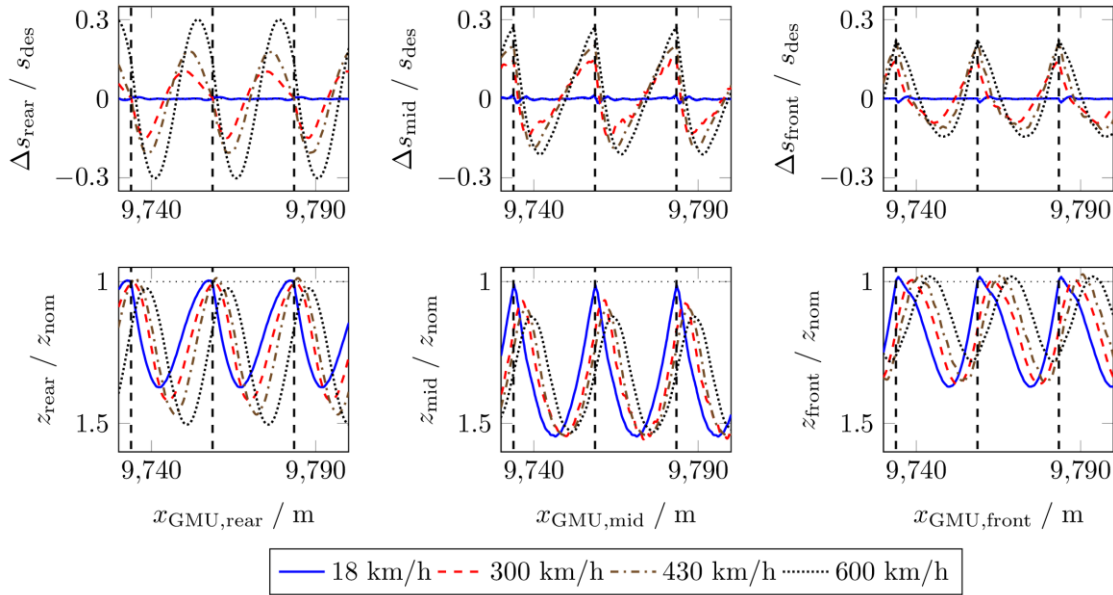 0.3 0.3 0.3
Δs_rear / s_des Δs_mid / s_des Δs_front / s_des
0 0 0
−0.3 −0.3 −0.3
9,740 9,790 9,740 9,790 9,740 9,790
1 1 1
z_rear / z_nom z_mid / z_nom z_front / z_nom
1.5 1.5 1.5
9,740 9,790 9,740 9,790 9,740 9,790
x_GMU,rear / m x_GMU,mid / m x_GMU,front / m
18 km/h 300 km/h 430 km/h 600 km/h